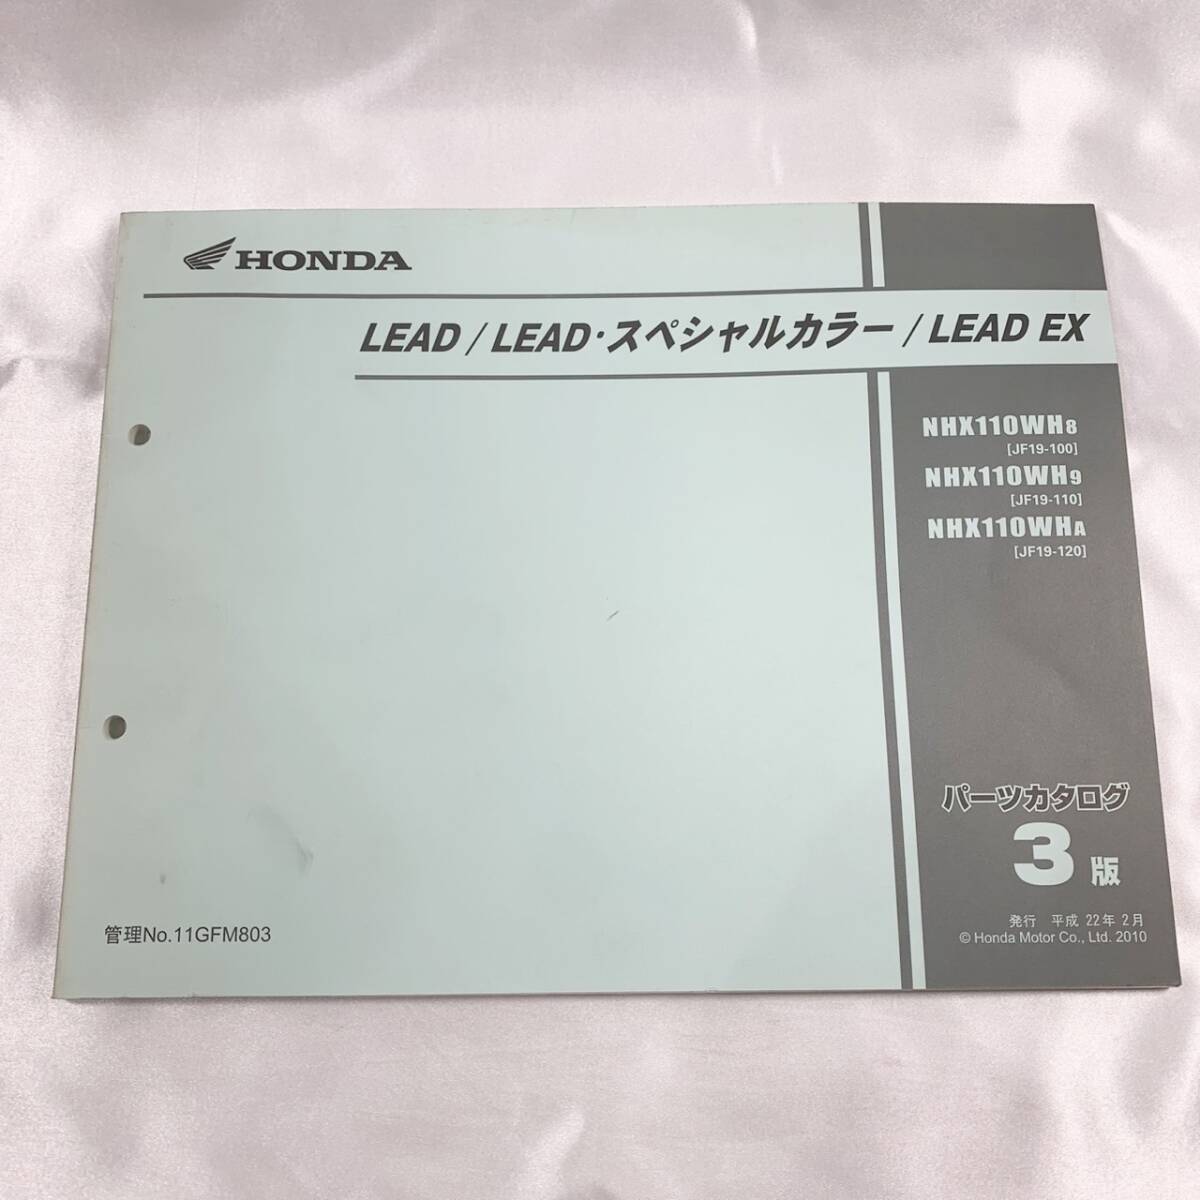 HONDA
LEAD / LEAD・スペシャルカラー / LEAD EX
NHX110WH8
[JF19-100]
NHX110WH9
[JF19-110]
NHX110WHA
[JF19-120]
パーツカタログ
3版
発行 平成 22年 2月
© Honda Motor Co., Ltd. 2010
管理No.11GFM803